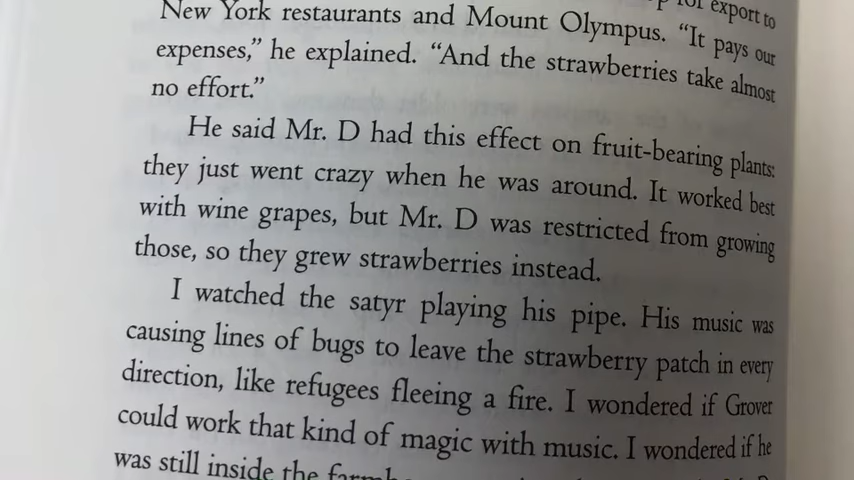 for export to
New York restaurants and Mount Olympus. “It pays our
expenses,” he explained. “And the strawberries take almost
no effort.”
He said Mr. D had this effect on fruit-bearing plants:
they just went crazy when he was around. It worked best
with wine grapes, but Mr. D was restricted from growing
those, so they grew strawberries instead.
I watched the satyr playing his pipe. His music was
causing lines of bugs to leave the strawberry patch in every
direction, like refugees fleeing a fire. I wondered if Grover
could work that kind of magic with music. I wondered if he
was still inside the